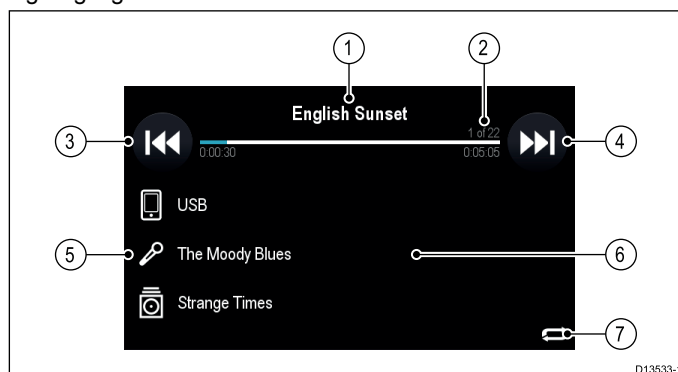 1
2
English Sunset
1 of 22
3
4
0:00:30
0:05:05
USB
5
The Moody Blues
6
Strange Times
7